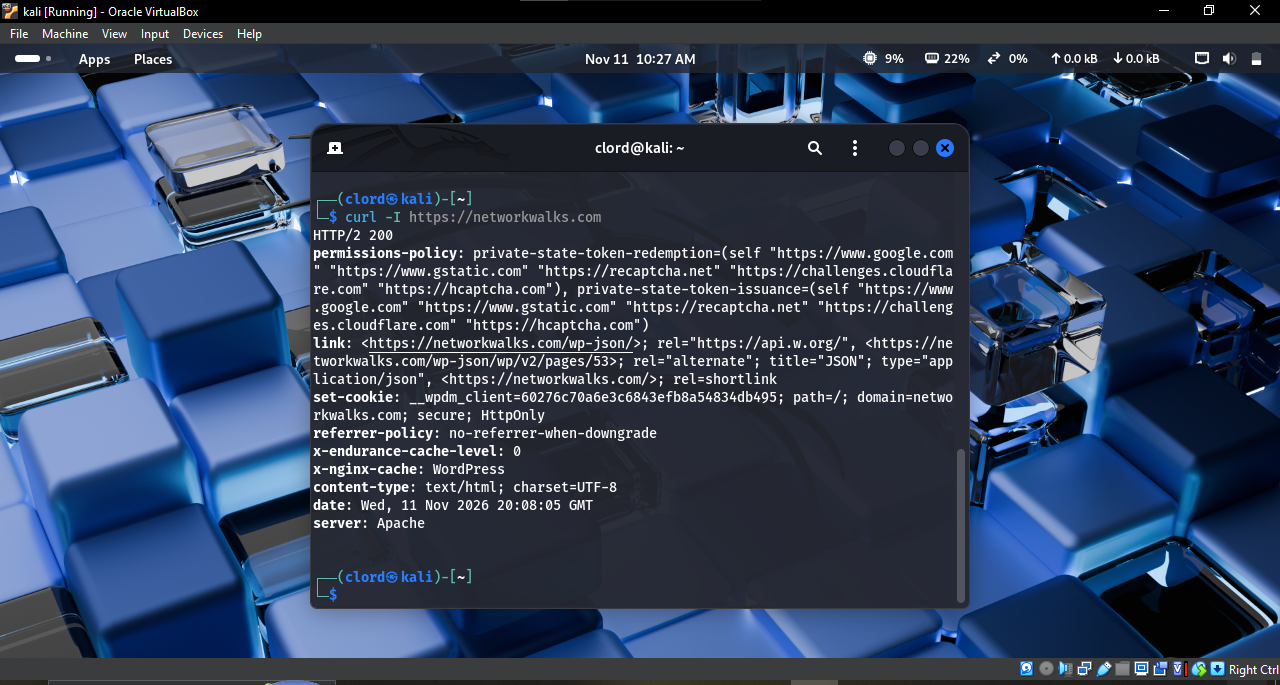 kali [Running] - Oracle VirtualBox
File Machine View Input Devices Help
Apps Places Nov 11 10:27 AM 9% 22% 0% ↑0.0 kB ↓0.0 kB
clord@kali: ~
┌──(clord㉿kali)-[~]
└─$ curl -I https://networkwalks.com
HTTP/2 200
permissions-policy: private-state-token-redemption=(self "https://www.google.com
" "https://www.gstatic.com" "https://recaptcha.net" "https://challenges.cloudfla
re.com" "https://hcaptcha.com"), private-state-token-issuance=(self "https://www
.google.com" "https://www.gstatic.com" "https://recaptcha.net" "https://challeng
es.cloudflare.com" "https://hcaptcha.com")
link: <https://networkwalks.com/wp-json/>; rel="https://api.w.org/", <https://ne
tworkwalks.com/wp-json/wp/v2/pages/53>; rel="alternate"; title="JSON"; type="app
lication/json", <https://networkwalks.com/>; rel=shortlink
set-cookie: __wpdm_client=60276c70a6e3c6843efb8a54834db495; path=/; domain=netwo
rkwalks.com; secure; HttpOnly
referrer-policy: no-referrer-when-downgrade
x-endurance-cache-level: 0
x-nginx-cache: WordPress
content-type: text/html; charset=UTF-8
date: Wed, 11 Nov 2026 20:08:05 GMT
server: Apache
┌──(clord㉿kali)-[~]
└─$
Right Ctrl